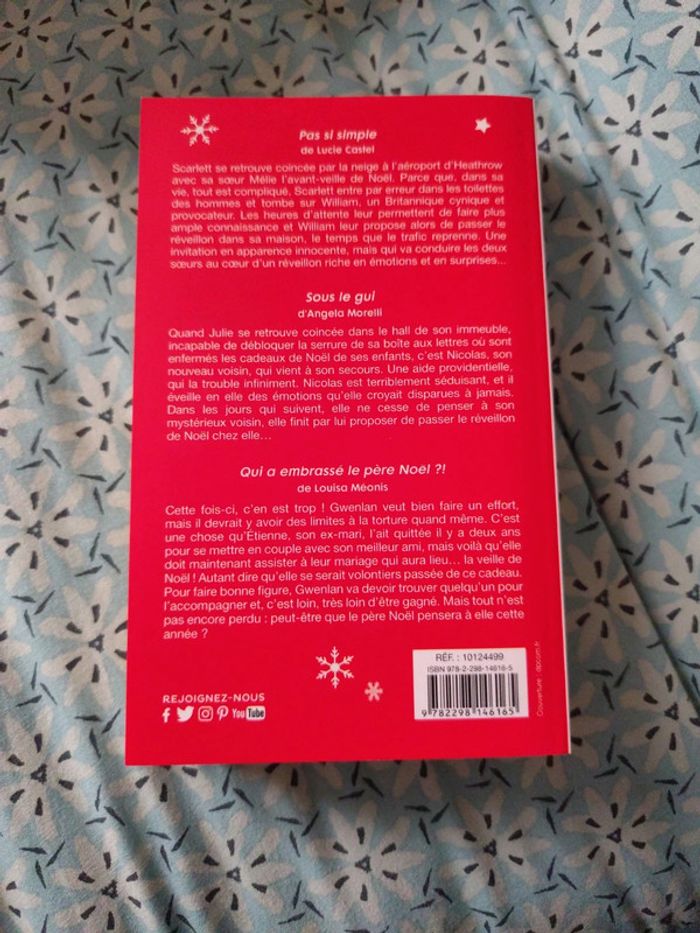 Pas si simple
de Lucie Castel
Scarlett se retrouve coincée par la neige à l'aéroport d'Heathrow
avec sa sœur Mélie l'avant-veille de Noël. Parce que, dans sa
vie, tout est compliqué, Scarlett entre par erreur dans les toilettes
des hommes et tombe sur William, un Britannique cynique et
provocateur. Les heures d'attente leur permettent de faire plus
ample connaissance et William leur propose alors de passer le
réveillon dans sa maison, le temps que le trafic reprenne. Une
invitation en apparence innocente, mais qui va conduire les deux
sœurs au cœur d'un réveillon riche en émotions et en surprises...
Sous le gui
d'Angela Morelli
Quand Julie se retrouve coincée dans le hall de son immeuble,
incapable de débloquer la serrure de sa boîte aux lettres où sont
enfermés les cadeaux de Noël de ses enfants, c'est Nicolas, son
nouveau voisin, qui vient à son secours. Une aide providentielle,
qui la trouble infiniment. Nicolas est terriblement séduisant, et il
éveille en elle des émotions qu'elle croyait disparues à jamais.
Dans les jours qui suivent, elle ne cesse de penser à son
mystérieux voisin, elle finit par lui proposer de passer le réveillon
de Noël chez elle...
Qui a embrassé le père Noël ?!
de Louisa Méonis
Cette fois-ci, c'en est trop ! Gwenlan veut bien faire un effort,
mais il devrait y avoir des limites à la torture quand même. C'est
une chose qu'Étienne, son ex-mari, l'ait quittée il y a deux ans
pour se mettre en couple avec son meilleur ami, mais voilà qu'elle
doit maintenant assister à leur mariage qui aura lieu... la veille de
Noël ! Autant dire qu'elle se serait volontiers passée de ce cadeau.
Pour faire bonne figure, Gwenlan va devoir trouver quelqu'un pour
l'accompagner et, c'est loin, très loin d'être gagné. Mais tout n'est
pas encore perdu : peut-être que le père Noël pensera à elle cette
année ?
REJOIGNEZ-NOUS
You Tube
RÉF. : 10124499
ISBN 978-2-298-14616-5
9 782298 146165
Couverture : dpcom.fr